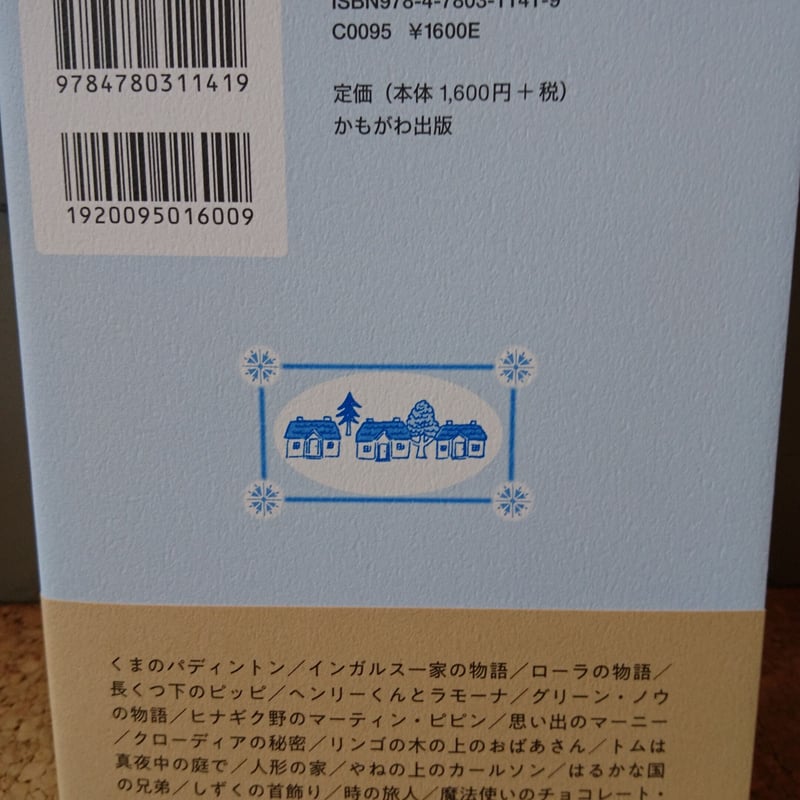 ISBN978-4-7803-1141-9
C0095 ¥1600E
9784780311419
定価（本体 1,600円＋税）
かもがわ出版
1920095016009
くまのパディントン／インガルス一家の物語／ローラの物語／
長くつ下のピッピ／ヘンリーくんとラモーナ／グリーン・ノウ
の物語／ヒナギク野のマーティン・ピピン／思い出のマーニー
／クローディアの秘密／リンゴの木の上のおばあさん／トムは
真夜中の庭で／人形の家／やねの上のカールソン／はるかな国
の兄弟／しずくの首飾り／時の旅人／魔法使いのチョコレート・